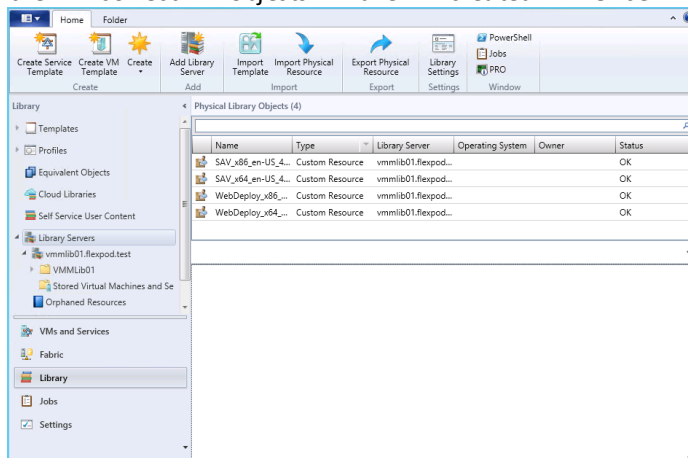 Home Folder
PowerShell
Jobs
PRO
Create Service Template
Create VM Template
Create
Add Library Server
Import Template
Import Physical Resource
Export Physical Resource
Library Settings
Create Add Import Export Settings Window
Library
Physical Library Objects (4)
Templates
Profiles
Equivalent Objects
Cloud Libraries
Self Service User Content
Library Servers
vmmlib01.flexpod.test
VMMLib01
Stored Virtual Machines and Se
Orphaned Resources
Name Type Library Server Operating System Owner Status
SAV_x86_en-US_4... Custom Resource vmmlib01.flexpod... OK
SAV_x64_en-US_4... Custom Resource vmmlib01.flexpod... OK
WebDeploy_x86_... Custom Resource vmmlib01.flexpod... OK
WebDeploy_x64_... Custom Resource vmmlib01.flexpod... OK
VMs and Services
Fabric
Library
Jobs
Settings